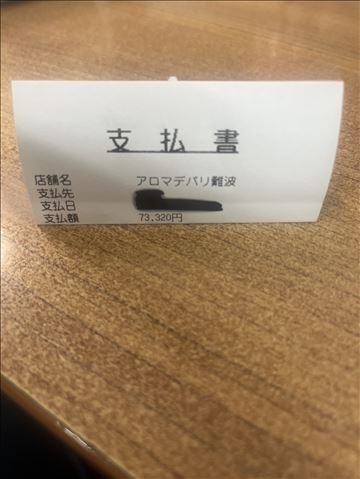 支払書
店舗名 アロマデバリ難波
支払先
支払日
支払額 73,320円